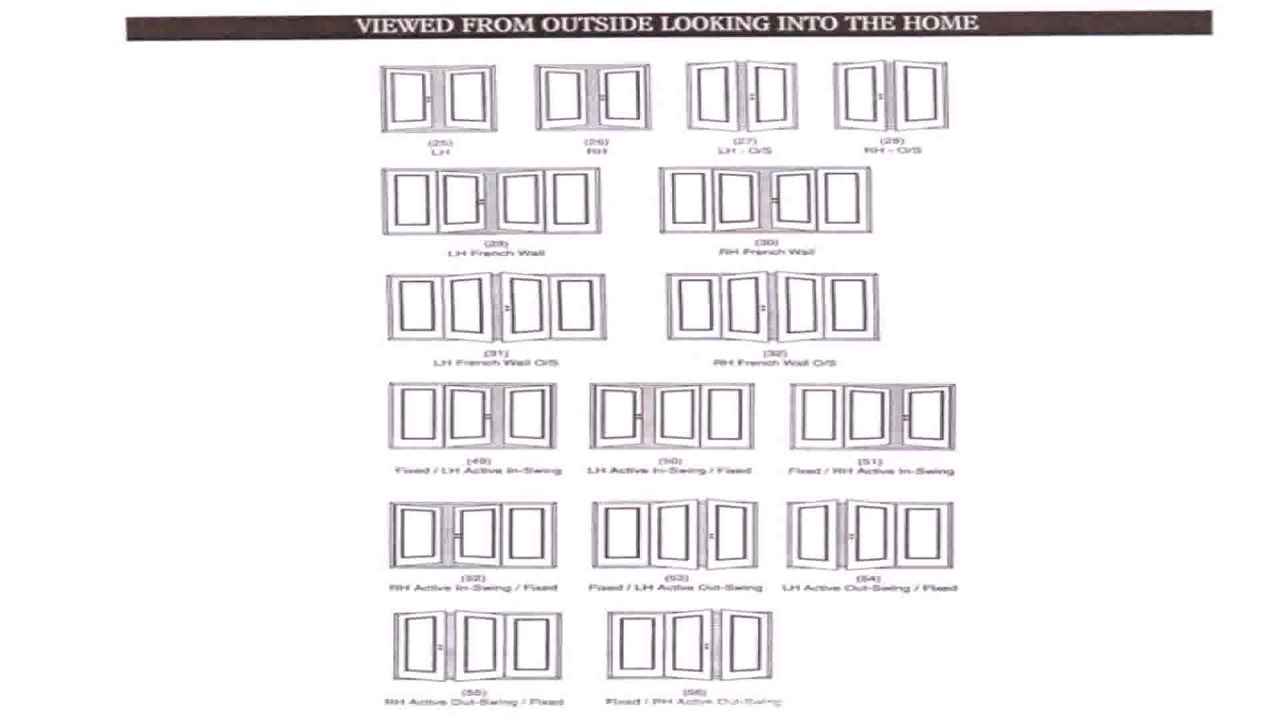 VIEWED FROM OUTSIDE LOOKING INTO THE HOME
(25) (26) (27) (28)
LH RH LH - O/S RH - O/S
(29) (30)
LH French Wall RH French Wall
(31) (32)
LH French Wall O/S RH French Wall O/S
(49) (50) (51)
Fixed / LH Active In-Swing LH Active In-Swing / Fixed Fixed / RH Active In-Swing
(52) (53) (54)
RH Active In-Swing / Fixed Fixed / LH Active Out-Swing LH Active Out-Swing / Fixed
(55) (56)
RH Active Out-Swing / Fixed Fixed / RH Active Out-Swing